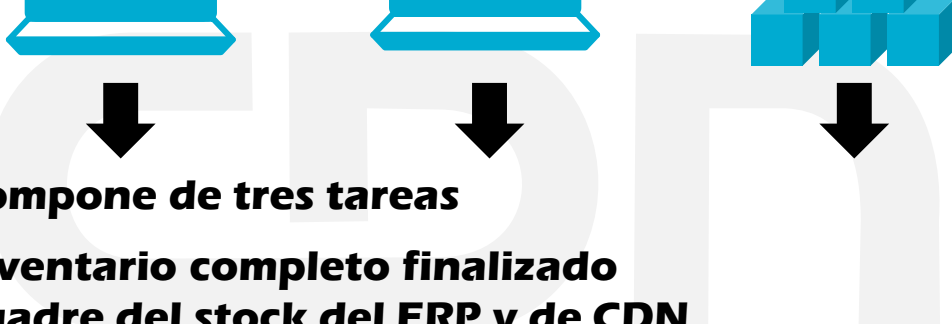 ompone de tres tareas
ventario completo finalizado
uadre del stock del ERP y de CDN